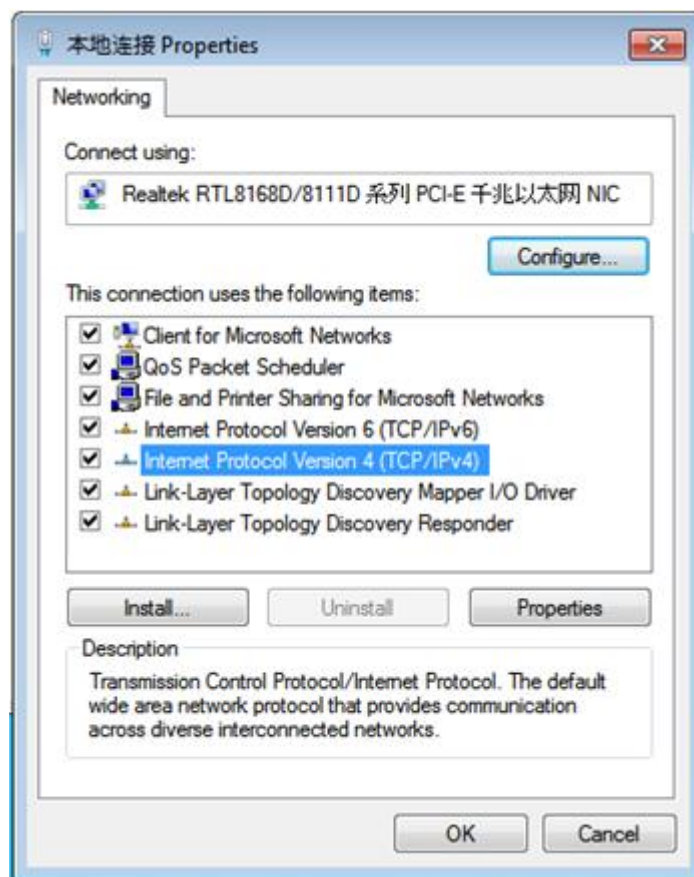 本地连接 Properties
Networking
Connect using:
Realtek RTL8168D/8111D 系列 PCI-E 千兆以太网 NIC
Configure...
This connection uses the following items:
Client for Microsoft Networks
QoS Packet Scheduler
File and Printer Sharing for Microsoft Networks
Internet Protocol Version 6 (TCP/IPv6)
Internet Protocol Version 4 (TCP/IPv4)
Link-Layer Topology Discovery Mapper I/O Driver
Link-Layer Topology Discovery Responder
Install... Uninstall Properties
Description
Transmission Control Protocol/Internet Protocol. The default
wide area network protocol that provides communication
across diverse interconnected networks.
OK Cancel